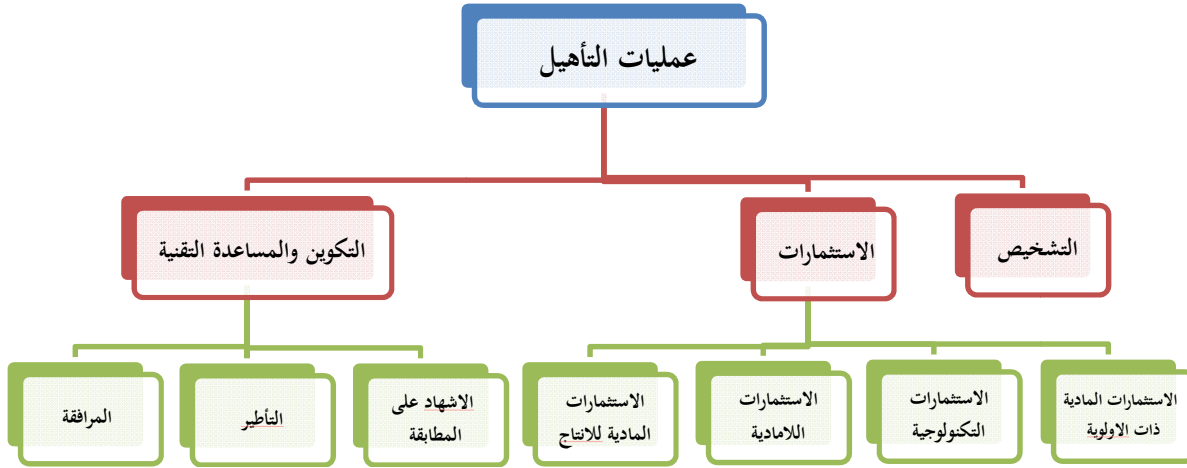 عمليات التأهيل
التشخيص
الاستثمارات
التكوين والمساعدة التقنية
الاستثمارات المادية
ذات الاولوية
الاستثمارات
التكنولوجية
الاستثمارات
اللامادية
الاستثمارات
المادية للانتاج
الاشهاد على
المطابقة
التأطير
المرافقة